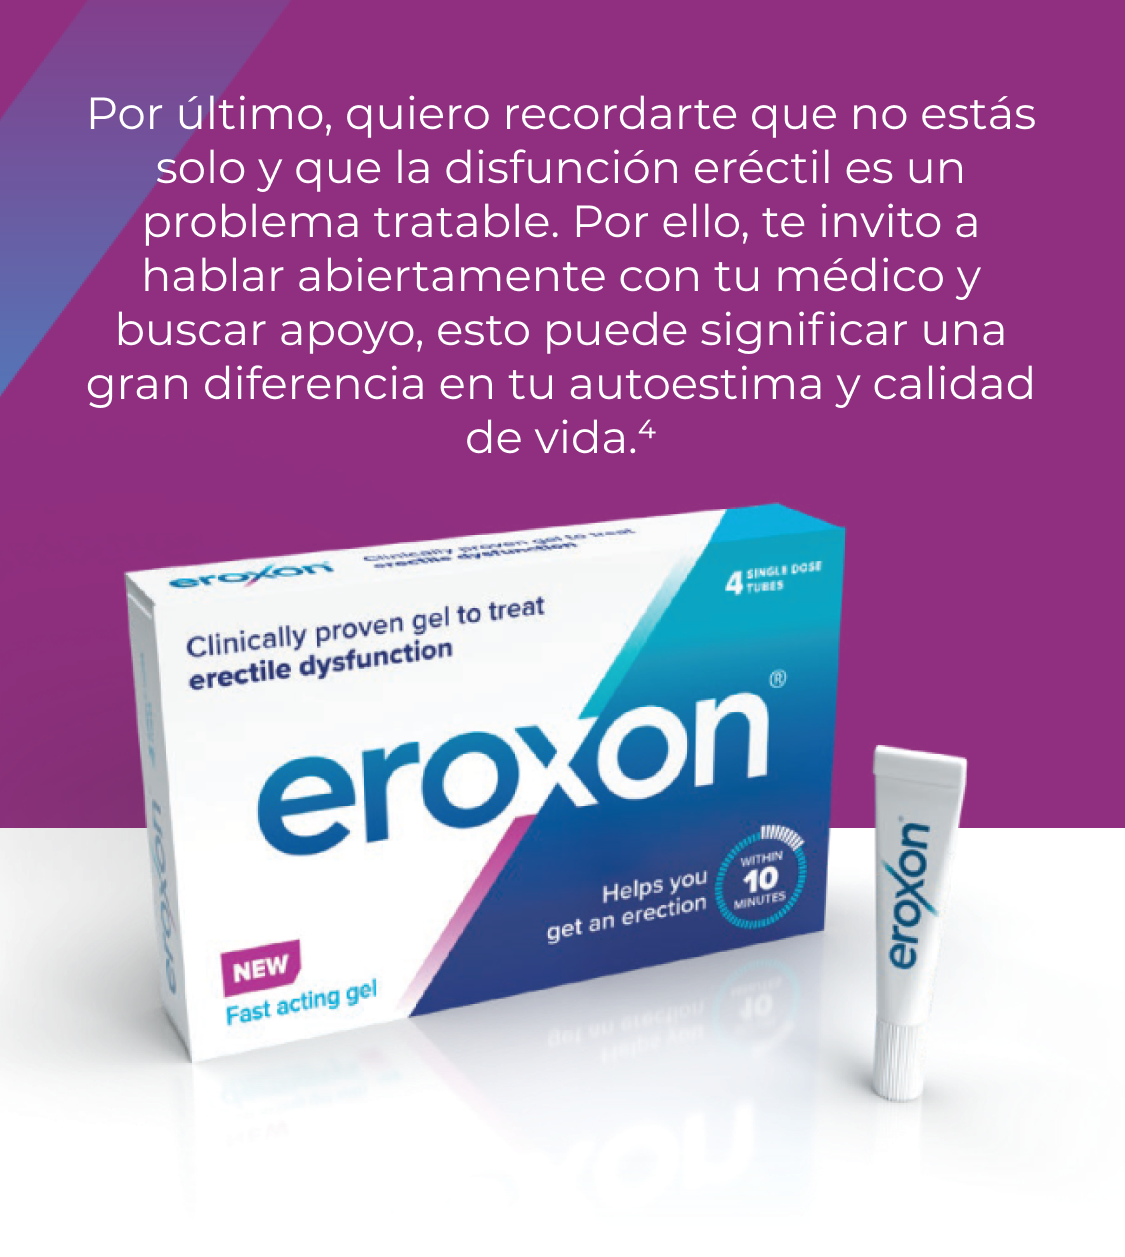 Por último, quiero recordarte que no estás
solo y que la disfunción eréctil es un
problema tratable. Por ello, te invito a
hablar abiertamente con tu médico y
buscar apoyo, esto puede significar una
gran diferencia en tu autoestima y calidad
de vida.⁴
eroxon
Clinically proven gel to treat
erectile dysfunction
4 SINGLE DOSE
TUBES
Clinically proven gel to treat
erectile dysfunction
eroxon®
Helps you
get an erection
WITHIN
10
MINUTES
NEW
Fast acting gel
eroxon
eroxon